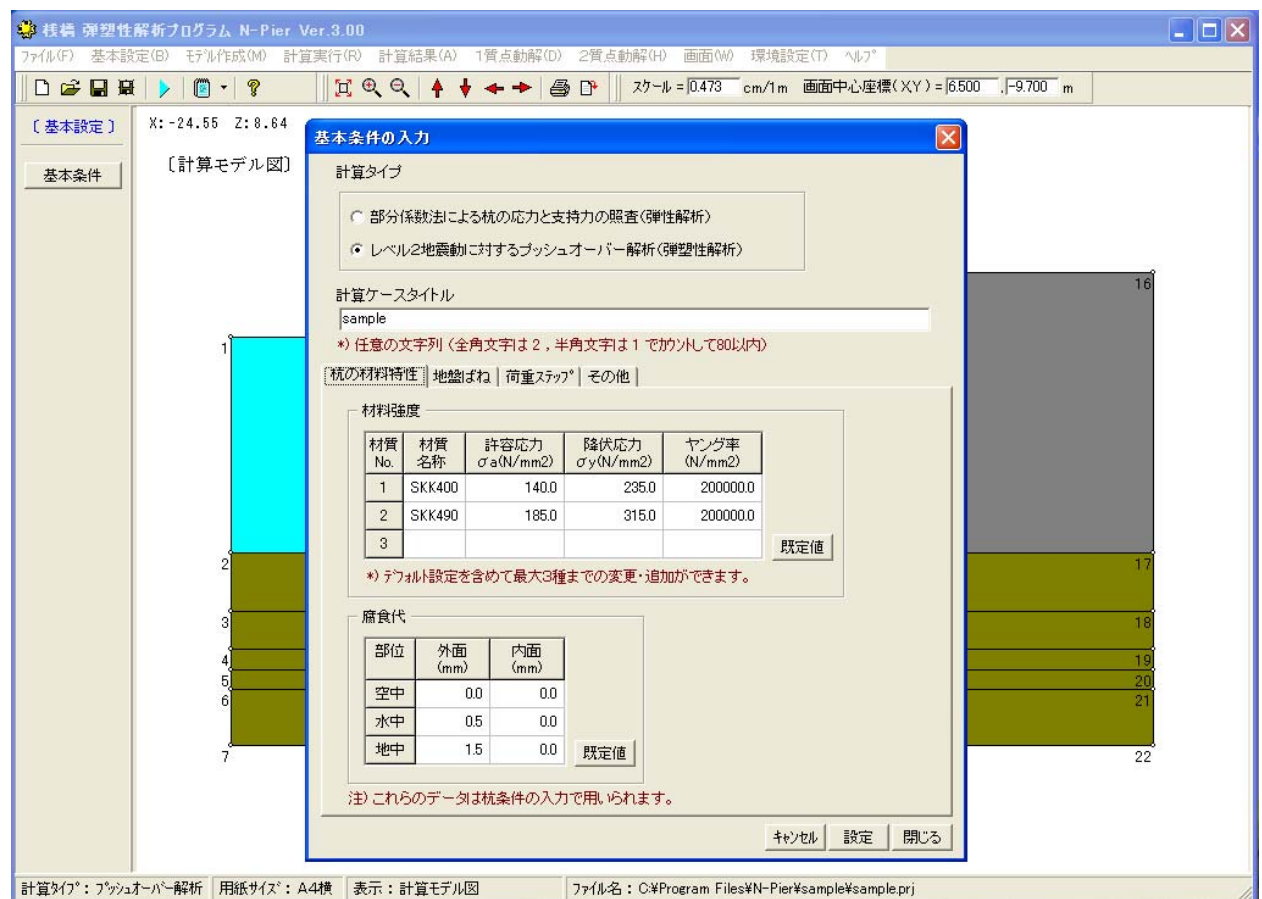 桟橋 弾塑性解析プログラム N-Pier Ver.3.00
ﾌｧｲﾙ(F) 基本設定(B) ﾓﾃﾞﾙ作成(M) 計算実行(R) 計算結果(A) 1質点動解(D) 2質点動解(H) 画面(W) 環境設定(T) ﾍﾙﾌﾟ
スケール = 0.473 cm/1m 画面中心座標(XY) = 6.500 , -9.700 m
〔基本設定〕
基本条件
X:-24.55 Z:8.64
〔計算モデル図〕
基本条件の入力
計算タイプ
部分係数法による杭の応力と支持力の照査(弾性解析)
レベル2地震動に対するプッシュオーバー解析(弾塑性解析)
計算ケースタイトル
sample
*) 任意の文字列 (全角文字は 2 , 半角文字は 1 でｶｳﾝﾄして80以内)
杭の材料特性 地盤ばね 荷重ｽﾃｯﾌﾟ その他
材料強度
材質No. 材質名称 許容応力σa(N/mm2) 降伏応力σy(N/mm2) ヤング率(N/mm2)
1 SKK400 140.0 235.0 200000.0
2 SKK490 185.0 315.0 200000.0
3
既定値
*) ﾃﾞﾌｫﾙﾄ設定を含めて最大3種までの変更・追加ができます。
腐食代
部位 外面(mm) 内面(mm)
空中 0.0 0.0
水中 0.5 0.0
地中 1.5 0.0
既定値
注) これらのデータは杭条件の入力で用いられます。
ｷｬﾝｾﾙ 設定 閉じる
1
2
3
4
5
6
7
16
17
18
19
20
21
22
計算ﾀｲﾌﾟ : ﾌﾟｯｼｭｵｰﾊﾞｰ解析 用紙ｻｲｽﾞ : A4横 表示 : 計算ﾓﾃﾞﾙ図 ﾌｧｲﾙ名 : C:¥Program Files¥N-Pier¥sample¥sample.prj